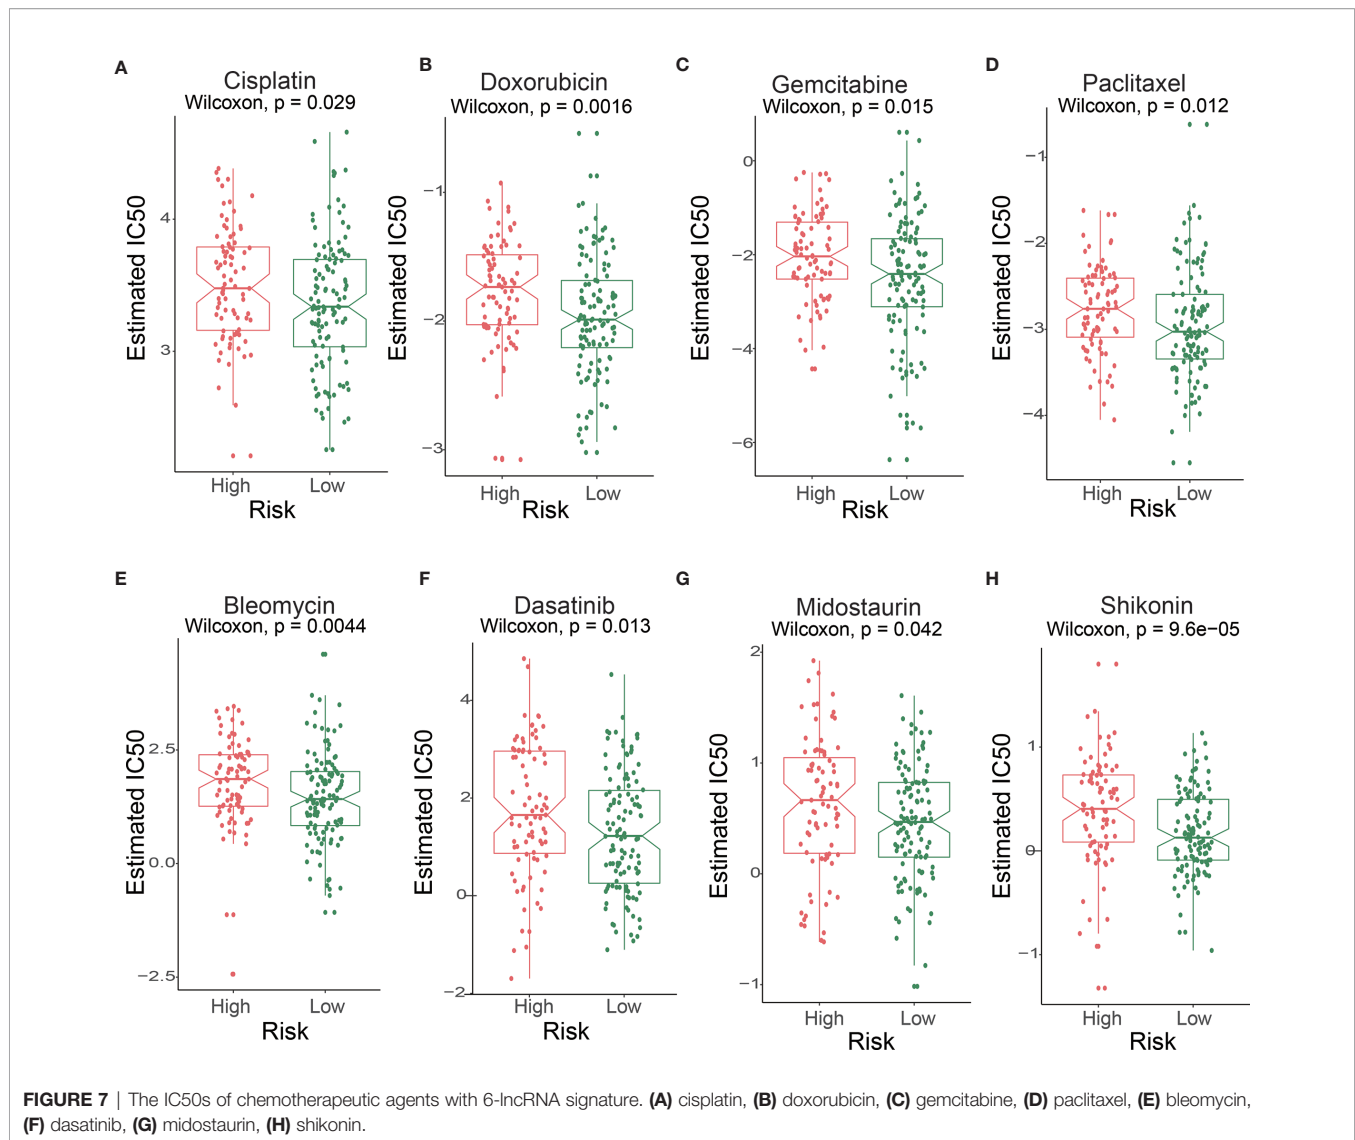 A
Cisplatin
Wilcoxon, p = 0.029
Estimated IC50
4
3
High
Low
Risk
B
Doxorubicin
Wilcoxon, p = 0.0016
Estimated IC50
−1
−2
−3
High
Low
Risk
C
Gemcitabine
Wilcoxon, p = 0.015
Estimated IC50
0
−2
−4
−6
High
Low
Risk
D
Paclitaxel
Wilcoxon, p = 0.012
Estimated IC50
−1
−2
−3
−4
High
Low
Risk
E
Bleomycin
Wilcoxon, p = 0.0044
Estimated IC50
2.5
0.0
−2.5
High
Low
Risk
F
Dasatinib
Wilcoxon, p = 0.013
Estimated IC50
4
2
0
−2
High
Low
Risk
G
Midostaurin
Wilcoxon, p = 0.042
Estimated IC50
2
1
0
−1
High
Low
Risk
H
Shikonin
Wilcoxon, p = 9.6e−05
Estimated IC50
1
0
−1
High
Low
Risk
FIGURE 7 | The IC50s of chemotherapeutic agents with 6-lncRNA signature. (A) cisplatin, (B) doxorubicin, (C) gemcitabine, (D) paclitaxel, (E) bleomycin,
(F) dasatinib, (G) midostaurin, (H) shikonin.